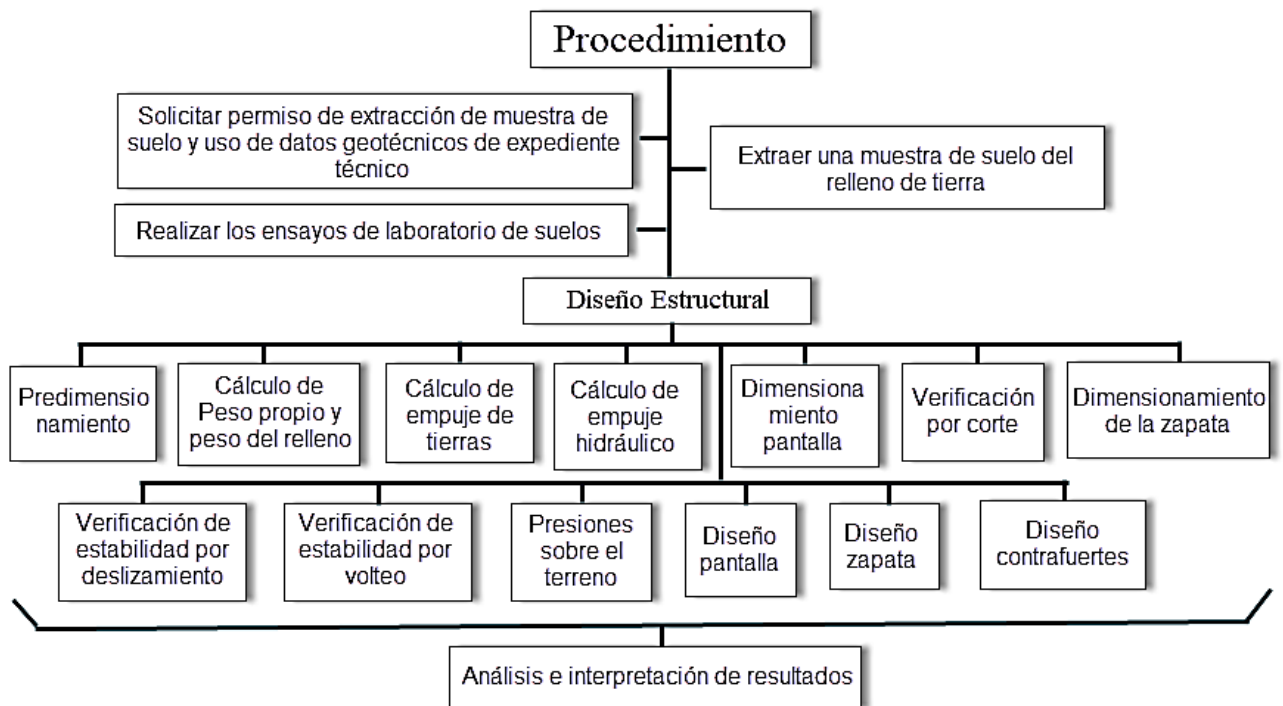 Procedimiento
Solicitar permiso de extracción de muestra de
suelo y uso de datos geotécnicos de expediente
técnico
Extraer una muestra de suelo del
relleno de tierra
Realizar los ensayos de laboratorio de suelos
Diseño Estructural
Predimensio
namiento
Cálculo de
Peso propio y
peso del relleno
Cálculo de
empuje de
tierras
Cálculo de
empuje
hidráulico
Dimensiona
miento
pantalla
Verificación
por corte
Dimensionamiento
de la zapata
Verificación de
estabilidad por
deslizamiento
Verificación de
estabilidad por
volteo
Presiones
sobre el
terreno
Diseño
pantalla
Diseño
zapata
Diseño
contrafuertes
Análisis e interpretación de resultados